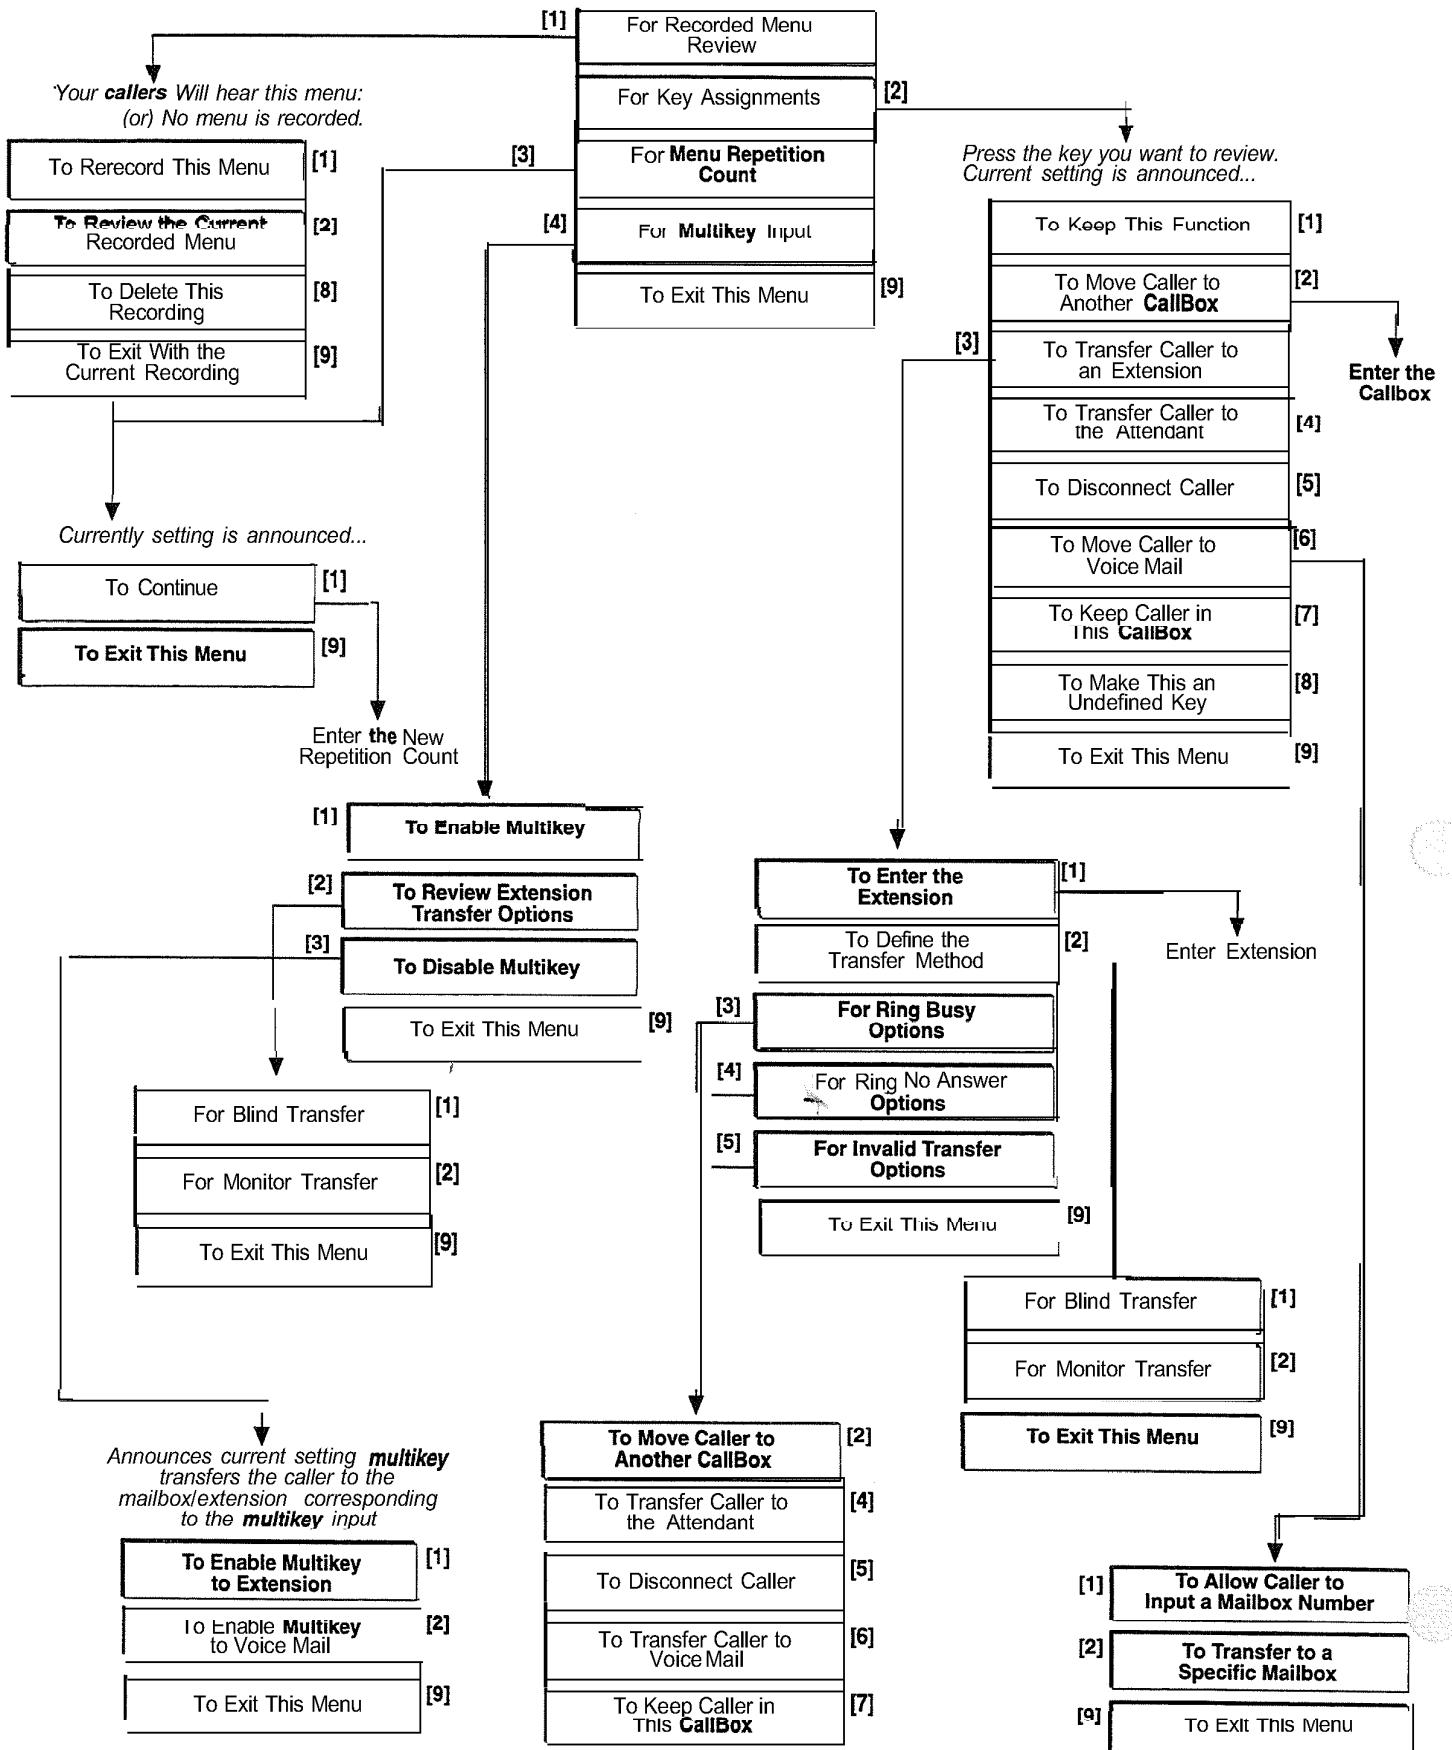 [1]
For Recorded Menu
Review
For Key Assignments
[2]
[3]
For Menu Repetition
Count
[4]
For Multikey Input
To Exit This Menu
[9]
Your callers Will hear this menu:
(or) No menu is recorded.
To Rerecord This Menu
[1]
To Review the Current
Recorded Menu
[2]
To Delete This
Recording
[8]
To Exit With the
Current Recording
[9]
Currently setting is announced...
To Continue
[1]
To Exit This Menu
[9]
Enter the New
Repetition Count
Press the key you want to review.
Current setting is announced...
To Keep This Function
[1]
To Move Caller to
Another CallBox
[2]
Enter the
Callbox
[3]
To Transfer Caller to
an Extension
To Transfer Caller to
the Attendant
[4]
To Disconnect Caller
[5]
To Move Caller to
Voice Mail
[6]
To Keep Caller in
This CallBox
[7]
To Make This an
Undefined Key
[8]
To Exit This Menu
[9]
[1]
To Enable Multikey
[2]
To Review Extension
Transfer Options
[3]
To Disable Multikey
To Exit This Menu
[9]
For Blind Transfer
[1]
For Monitor Transfer
[2]
To Exit This Menu
[9]
To Enter the
Extension
[1]
Enter Extension
To Define the
Transfer Method
[2]
[3]
For Ring Busy
Options
[4]
For Ring No Answer
Options
[5]
For Invalid Transfer
Options
To Exit This Menu
[9]
For Blind Transfer
[1]
For Monitor Transfer
[2]
To Exit This Menu
[9]
Announces current setting multikey
transfers the caller to the
mailbox/extension corresponding
to the multikey input
To Enable Multikey
to Extension
[1]
To Enable Multikey
to Voice Mail
[2]
To Exit This Menu
[9]
To Move Caller to
Another CallBox
[2]
To Transfer Caller to
the Attendant
[4]
To Disconnect Caller
[5]
To Transfer Caller to
Voice Mail
[6]
To Keep Caller in
This CallBox
[7]
[1]
To Allow Caller to
Input a Mailbox Number
[2]
To Transfer to a
Specific Mailbox
[9]
To Exit This Menu